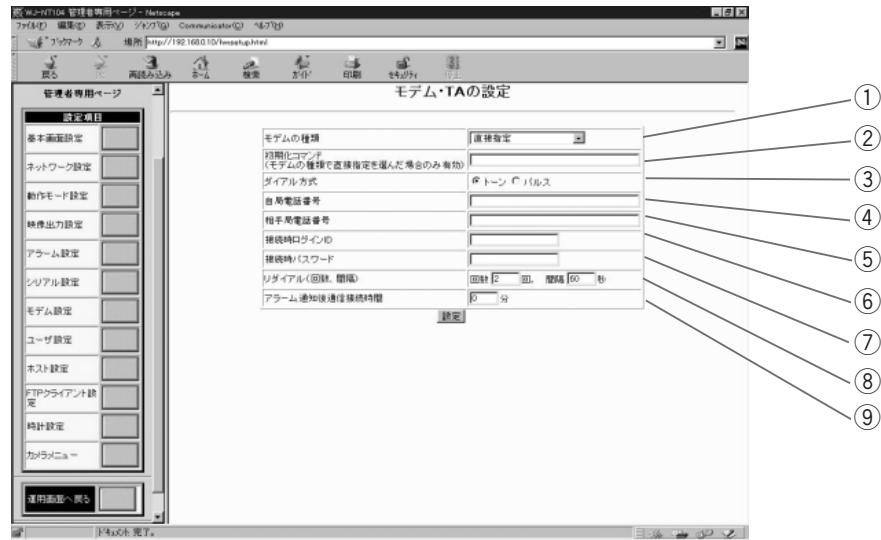 WJ-NT104 管理者専用ページ - Netscape
ファイル(F) 編集(E) 表示(V) ジャンプ(G) Communicator(C) ヘルプ(H)
ブックマーク 場所 http://192.168.0.10/hwsetup.html
戻る 再読み込み ホーム 検索 ガイド 印刷 セキュリティ 停止
管理者専用ページ
設定項目
基本画面設定
ネットワーク設定
動作モード設定
映像出力設定
アラーム設定
シリアル設定
モデム設定
ユーザ設定
ホスト設定
FTPクライアント設定
時計設定
カメラメニュー
運用画面へ戻る
モデム・TAの設定
モデムの種類 直接指定
初期化コマンド
(モデムの種類で直接指定を選んだ場合のみ有効)
ダイアル方式 トーン パルス
自局電話番号
相手局電話番号
接続時ログインID
接続時パスワード
リダイアル(回数、間隔) 回数 2 回、 間隔 60 秒
アラーム通知後通信接続時間 0 分
設定
①
②
③
④
⑤
⑥
⑦
⑧
⑨
ドキュメント: 完了。